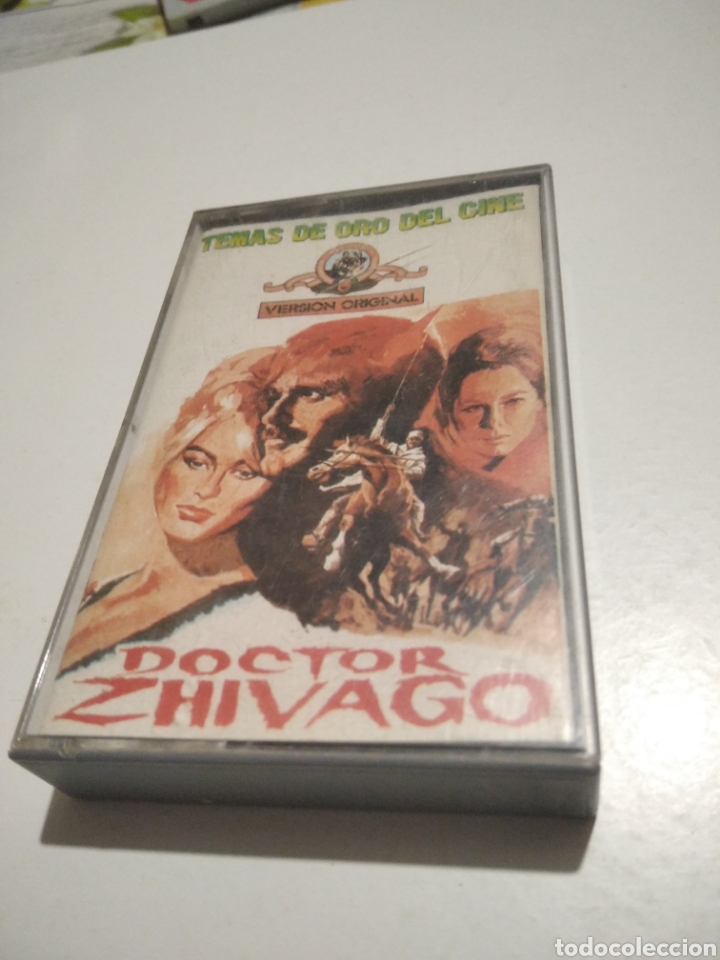 TEMAS DE ORO DEL CINE
VERSION ORIGINAL
DOCTOR
ZHIVAGO
todocoleccion